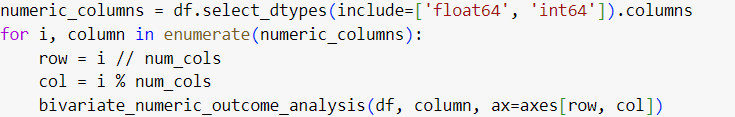 numeric_columns = df.select_dtypes(include=['float64', 'int64']).columns
for i, column in enumerate(numeric_columns):
    row = i // num_cols
    col = i % num_cols
    bivariate_numeric_outcome_analysis(df, column, ax=axes[row, col])